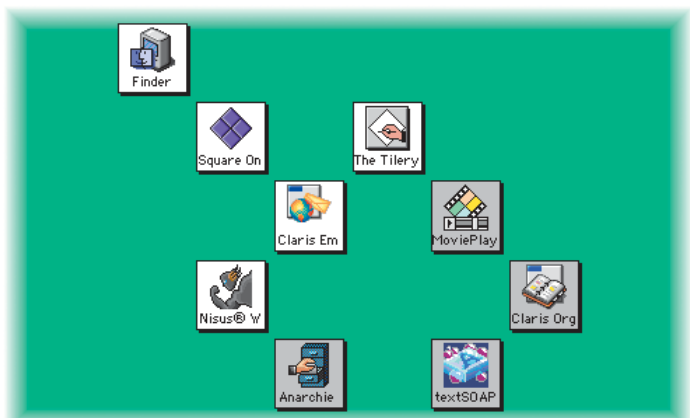 Finder
Square On
The Tilery
Claris Em
MoviePlay
Nisus® W
Claris Org
Anarchie
textSOAP